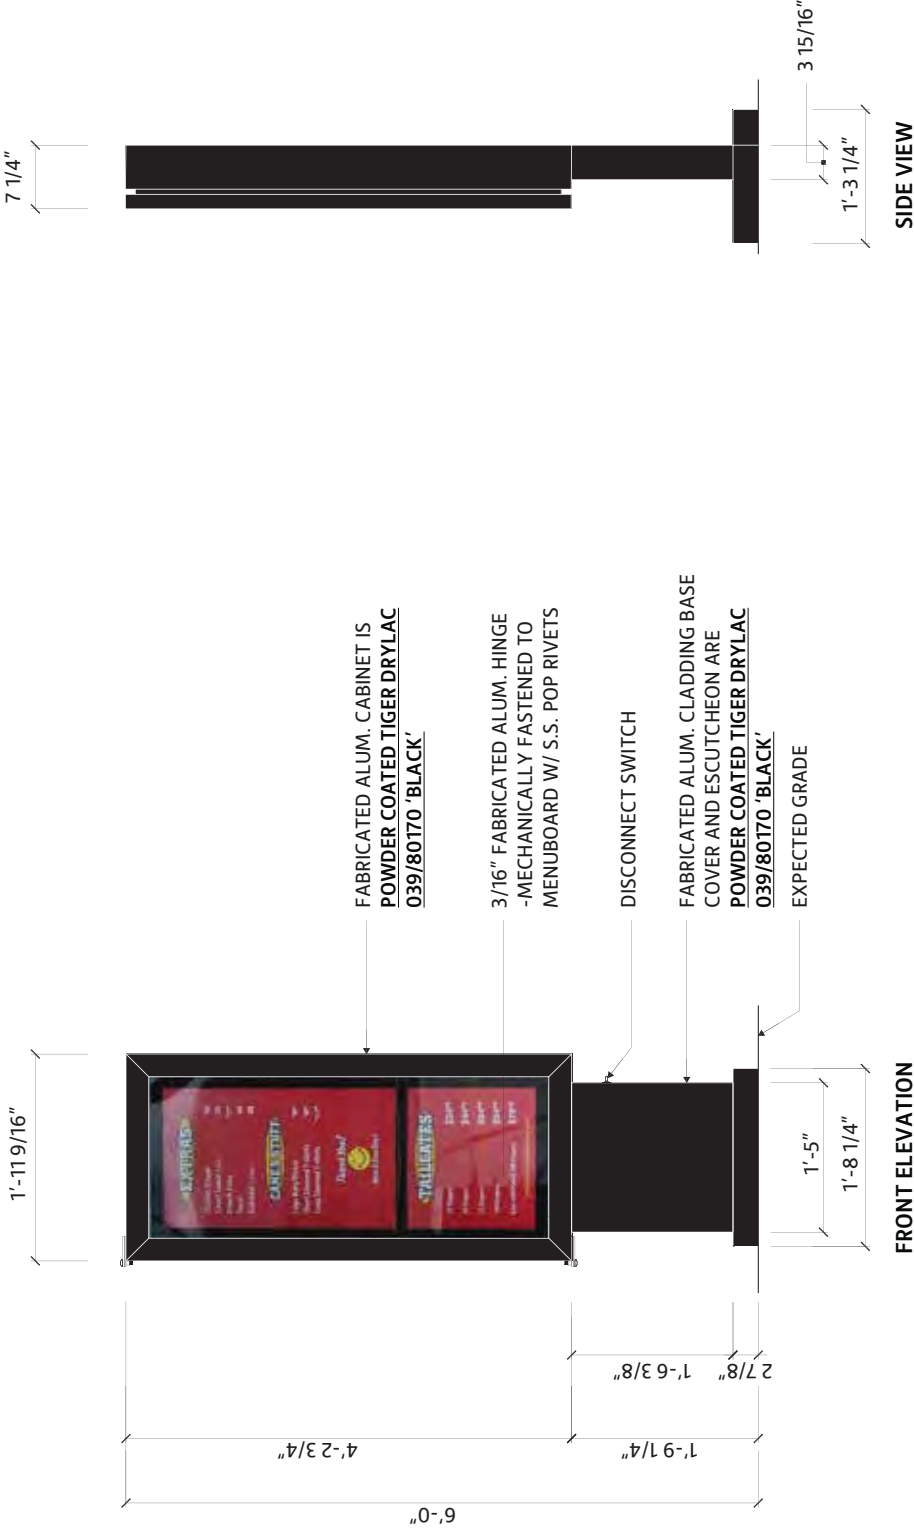 1'-11 9/16"
7 1/4"
EXTRAS
CANE STUFF
TAILGATES
FABRICATED ALUM. CABINET IS
POWDER COATED TIGER DRYLAC
039/80170 'BLACK'
3/16" FABRICATED ALUM. HINGE
-MECHANICALLY FASTENED TO
MENUBOARD W/ S.S. POP RIVETS
DISCONNECT SWITCH
FABRICATED ALUM. CLADDING BASE
COVER AND ESCUTCHEON ARE
POWDER COATED TIGER DRYLAC
039/80170 'BLACK'
EXPECTED GRADE
6'-0"
4'-2 3/4"
1'-9 1/4"
1'-6 3/8"
2 7/8"
1'-5"
1'-8 1/4"
FRONT ELEVATION
3 15/16"
1'-3 1/4"
SIDE VIEW